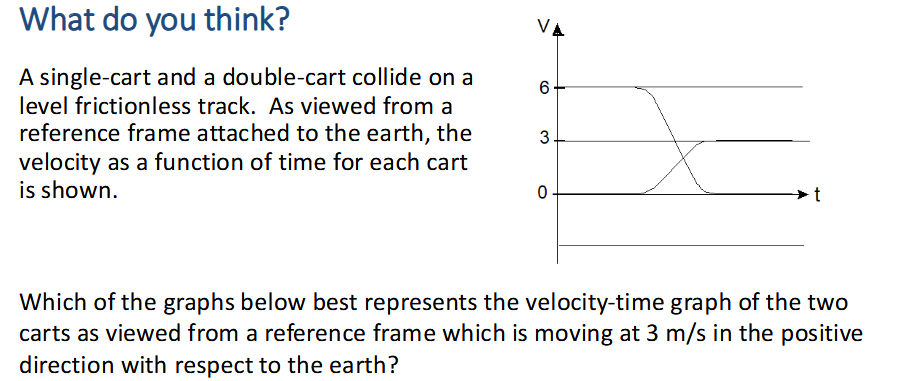 What do you think?
A single-cart and a double-cart collide on a
level frictionless track.  As viewed from a
reference frame attached to the earth, the
velocity as a function of time for each cart
is shown.
V
6
3
0
t
Which of the graphs below best represents the velocity-time graph of the two
carts as viewed from a reference frame which is moving at 3 m/s in the positive
direction with respect to the earth?